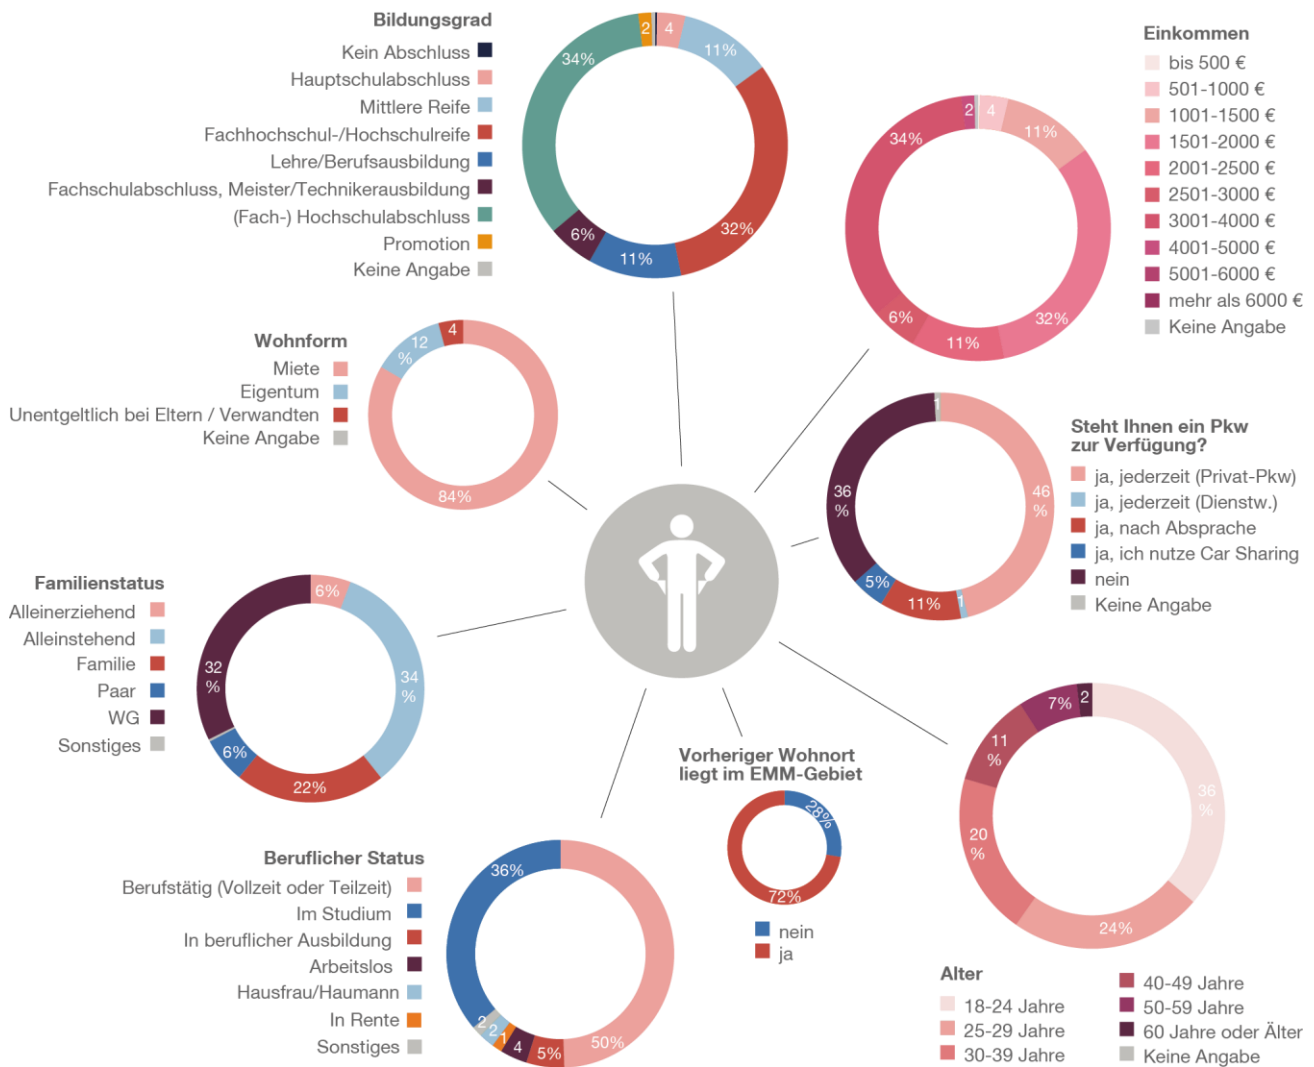 Bildungsgrad
Kein Abschluss
Hauptschulabschluss
Mittlere Reife
Fachhochschul-/Hochschulreife
Lehre/Berufsausbildung
Fachschulabschluss, Meister/Technikerausbildung
(Fach-) Hochschulabschluss
Promotion
Keine Angabe
2
4
11%
34%
32%
6%
11%
Einkommen
bis 500 €
501-1000 €
1001-1500 €
1501-2000 €
2001-2500 €
2501-3000 €
3001-4000 €
4001-5000 €
5001-6000 €
mehr als 6000 €
Keine Angabe
2
4
11%
34%
32%
6%
11%
Wohnform
Miete
Eigentum
Unentgeltlich bei Eltern / Verwandten
Keine Angabe
12
%
4
84%
Steht Ihnen ein Pkw
zur Verfügung?
ja, jederzeit (Privat-Pkw)
ja, jederzeit (Dienstw.)
ja, nach Absprache
ja, ich nutze Car Sharing
nein
Keine Angabe
1
36
%
46
%
5%
11%
1
Familienstatus
Alleinerziehend
Alleinstehend
Familie
Paar
WG
Sonstiges
6%
32
%
34
%
6%
22%
Vorheriger Wohnort
liegt im EMM-Gebiet
28%
72%
nein
ja
Beruflicher Status
Berufstätig (Vollzeit oder Teilzeit)
Im Studium
In beruflicher Ausbildung
Arbeitslos
Hausfrau/Haumann
In Rente
Sonstiges
36%
2
2
1
4
5%
50%
7%
2
11
%
36
%
20
%
24%
Alter
18-24 Jahre
25-29 Jahre
30-39 Jahre
40-49 Jahre
50-59 Jahre
60 Jahre oder Älter
Keine Angabe